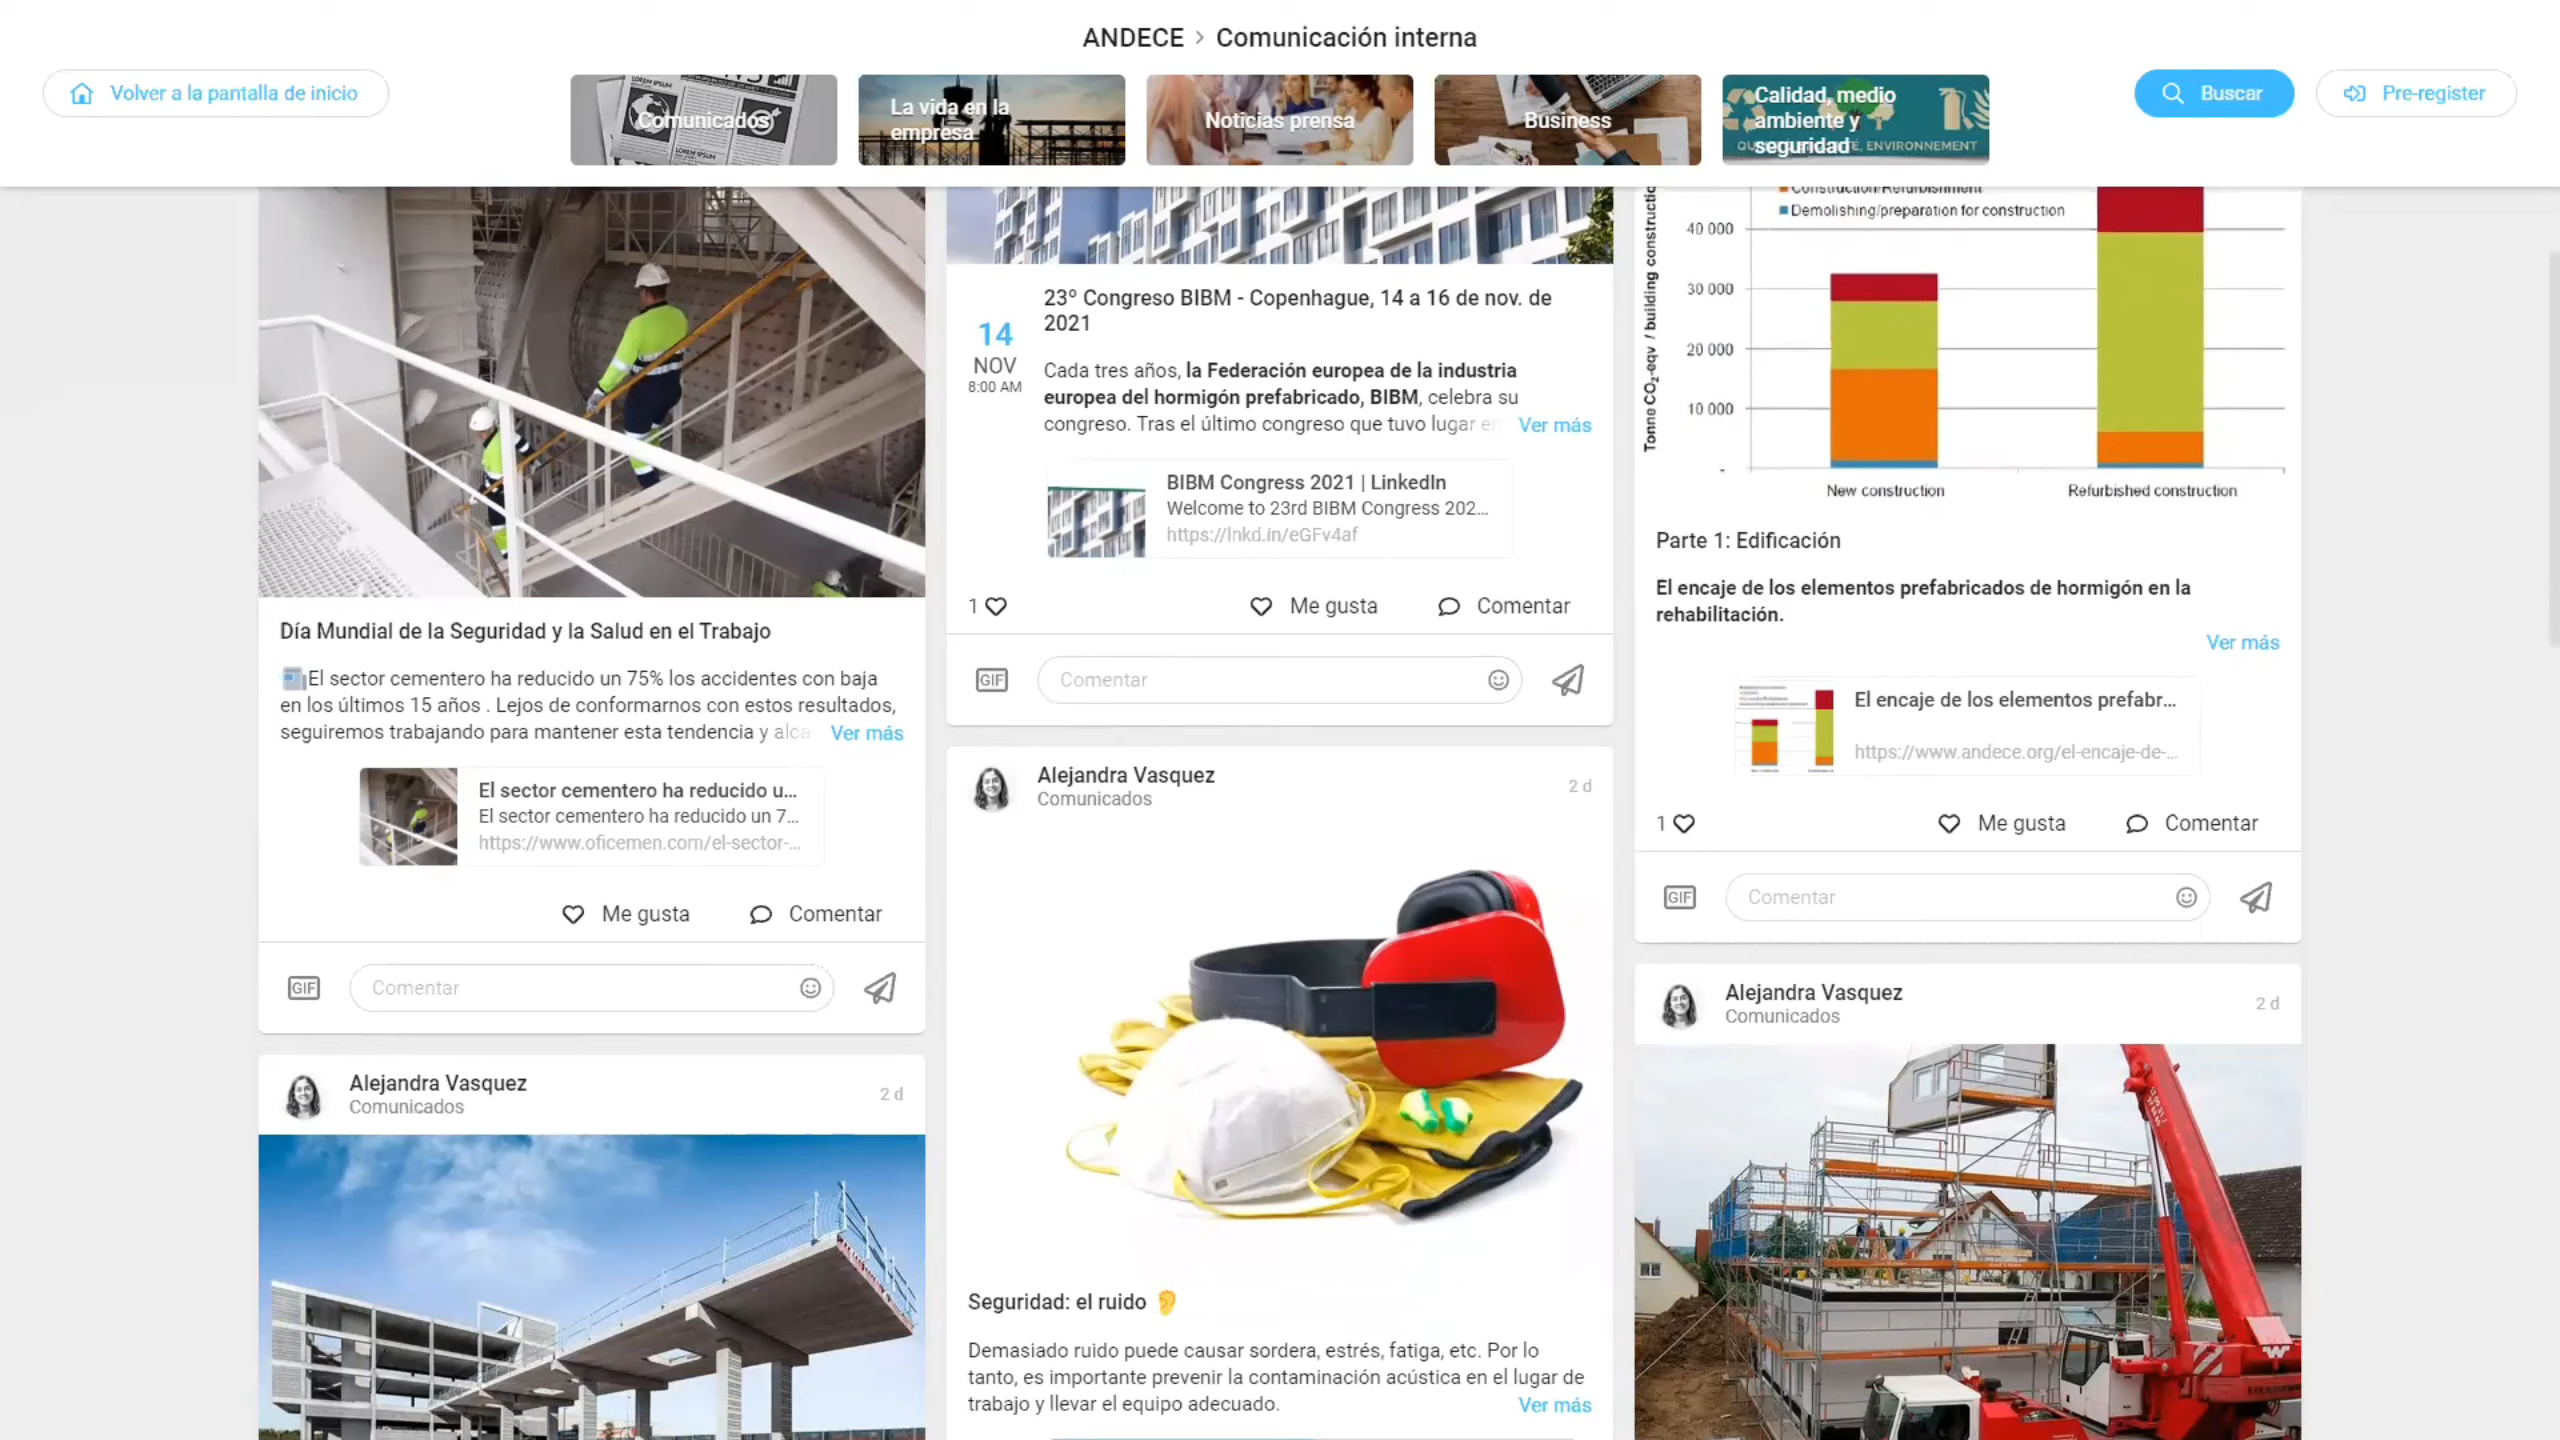 ANDECE > Comunicación interna
Volver a la pantalla de inicio
Comunicados
La vida en la
empresa
Noticias prensa
Business
Calidad, medio
ambiente y
seguridad
Buscar
Pre-register
LOREM IPSUM
LOREM IPSUM
É, ENVIRONNEMENT
Día Mundial de la Seguridad y la Salud en el Trabajo
El sector cementero ha reducido un 75% los accidentes con baja
en los últimos 15 años . Lejos de conformarnos con estos resultados,
seguiremos trabajando para mantener esta tendencia y alca Ver más
El sector cementero ha reducido u...
El sector cementero ha reducido un 7...
https://www.oficemen.com/el-sector-...
Me gusta Comentar
GIF Comentar
Alejandra Vasquez 2 d
Comunicados
14
NOV
8:00 AM
23º Congreso BIBM - Copenhague, 14 a 16 de nov. de
2021
Cada tres años, la Federación europea de la industria
europea del hormigón prefabricado, BIBM, celebra su
congreso. Tras el último congreso que tuvo lugar en Ver más
BIBM Congress 2021 | LinkedIn
Welcome to 23rd BIBM Congress 202...
https://lnkd.in/eGFv4af
1 Me gusta Comentar
GIF Comentar
Alejandra Vasquez 2 d
Comunicados
Seguridad: el ruido
Demasiado ruido puede causar sordera, estrés, fatiga, etc. Por lo
tanto, es importante prevenir la contaminación acústica en el lugar de
trabajo y llevar el equipo adecuado. Ver más
Construction/Refurbishment
Demolishing/preparation for construction
Tonne CO₂-eqv / building constructio
40 000
30 000
20 000
10 000
-
New construction Refurbished construction
Parte 1: Edificación
El encaje de los elementos prefabricados de hormigón en la
rehabilitación.
Ver más
El encaje de los elementos prefabr...
https://www.andece.org/el-encaje-de-...
1 Me gusta Comentar
GIF Comentar
Alejandra Vasquez 2 d
Comunicados